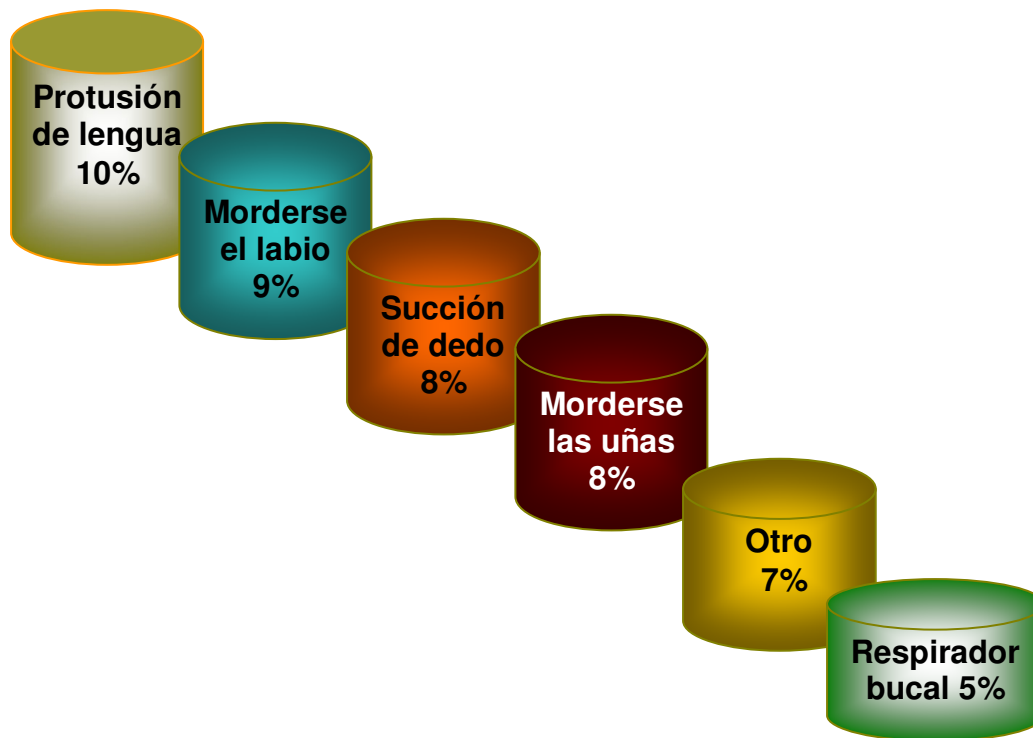 Protusión
de lengua
10%
Morderse
el labio
9%
Succión
de dedo
8%
Morderse
las uñas
8%
Otro
7%
Respirador
bucal 5%